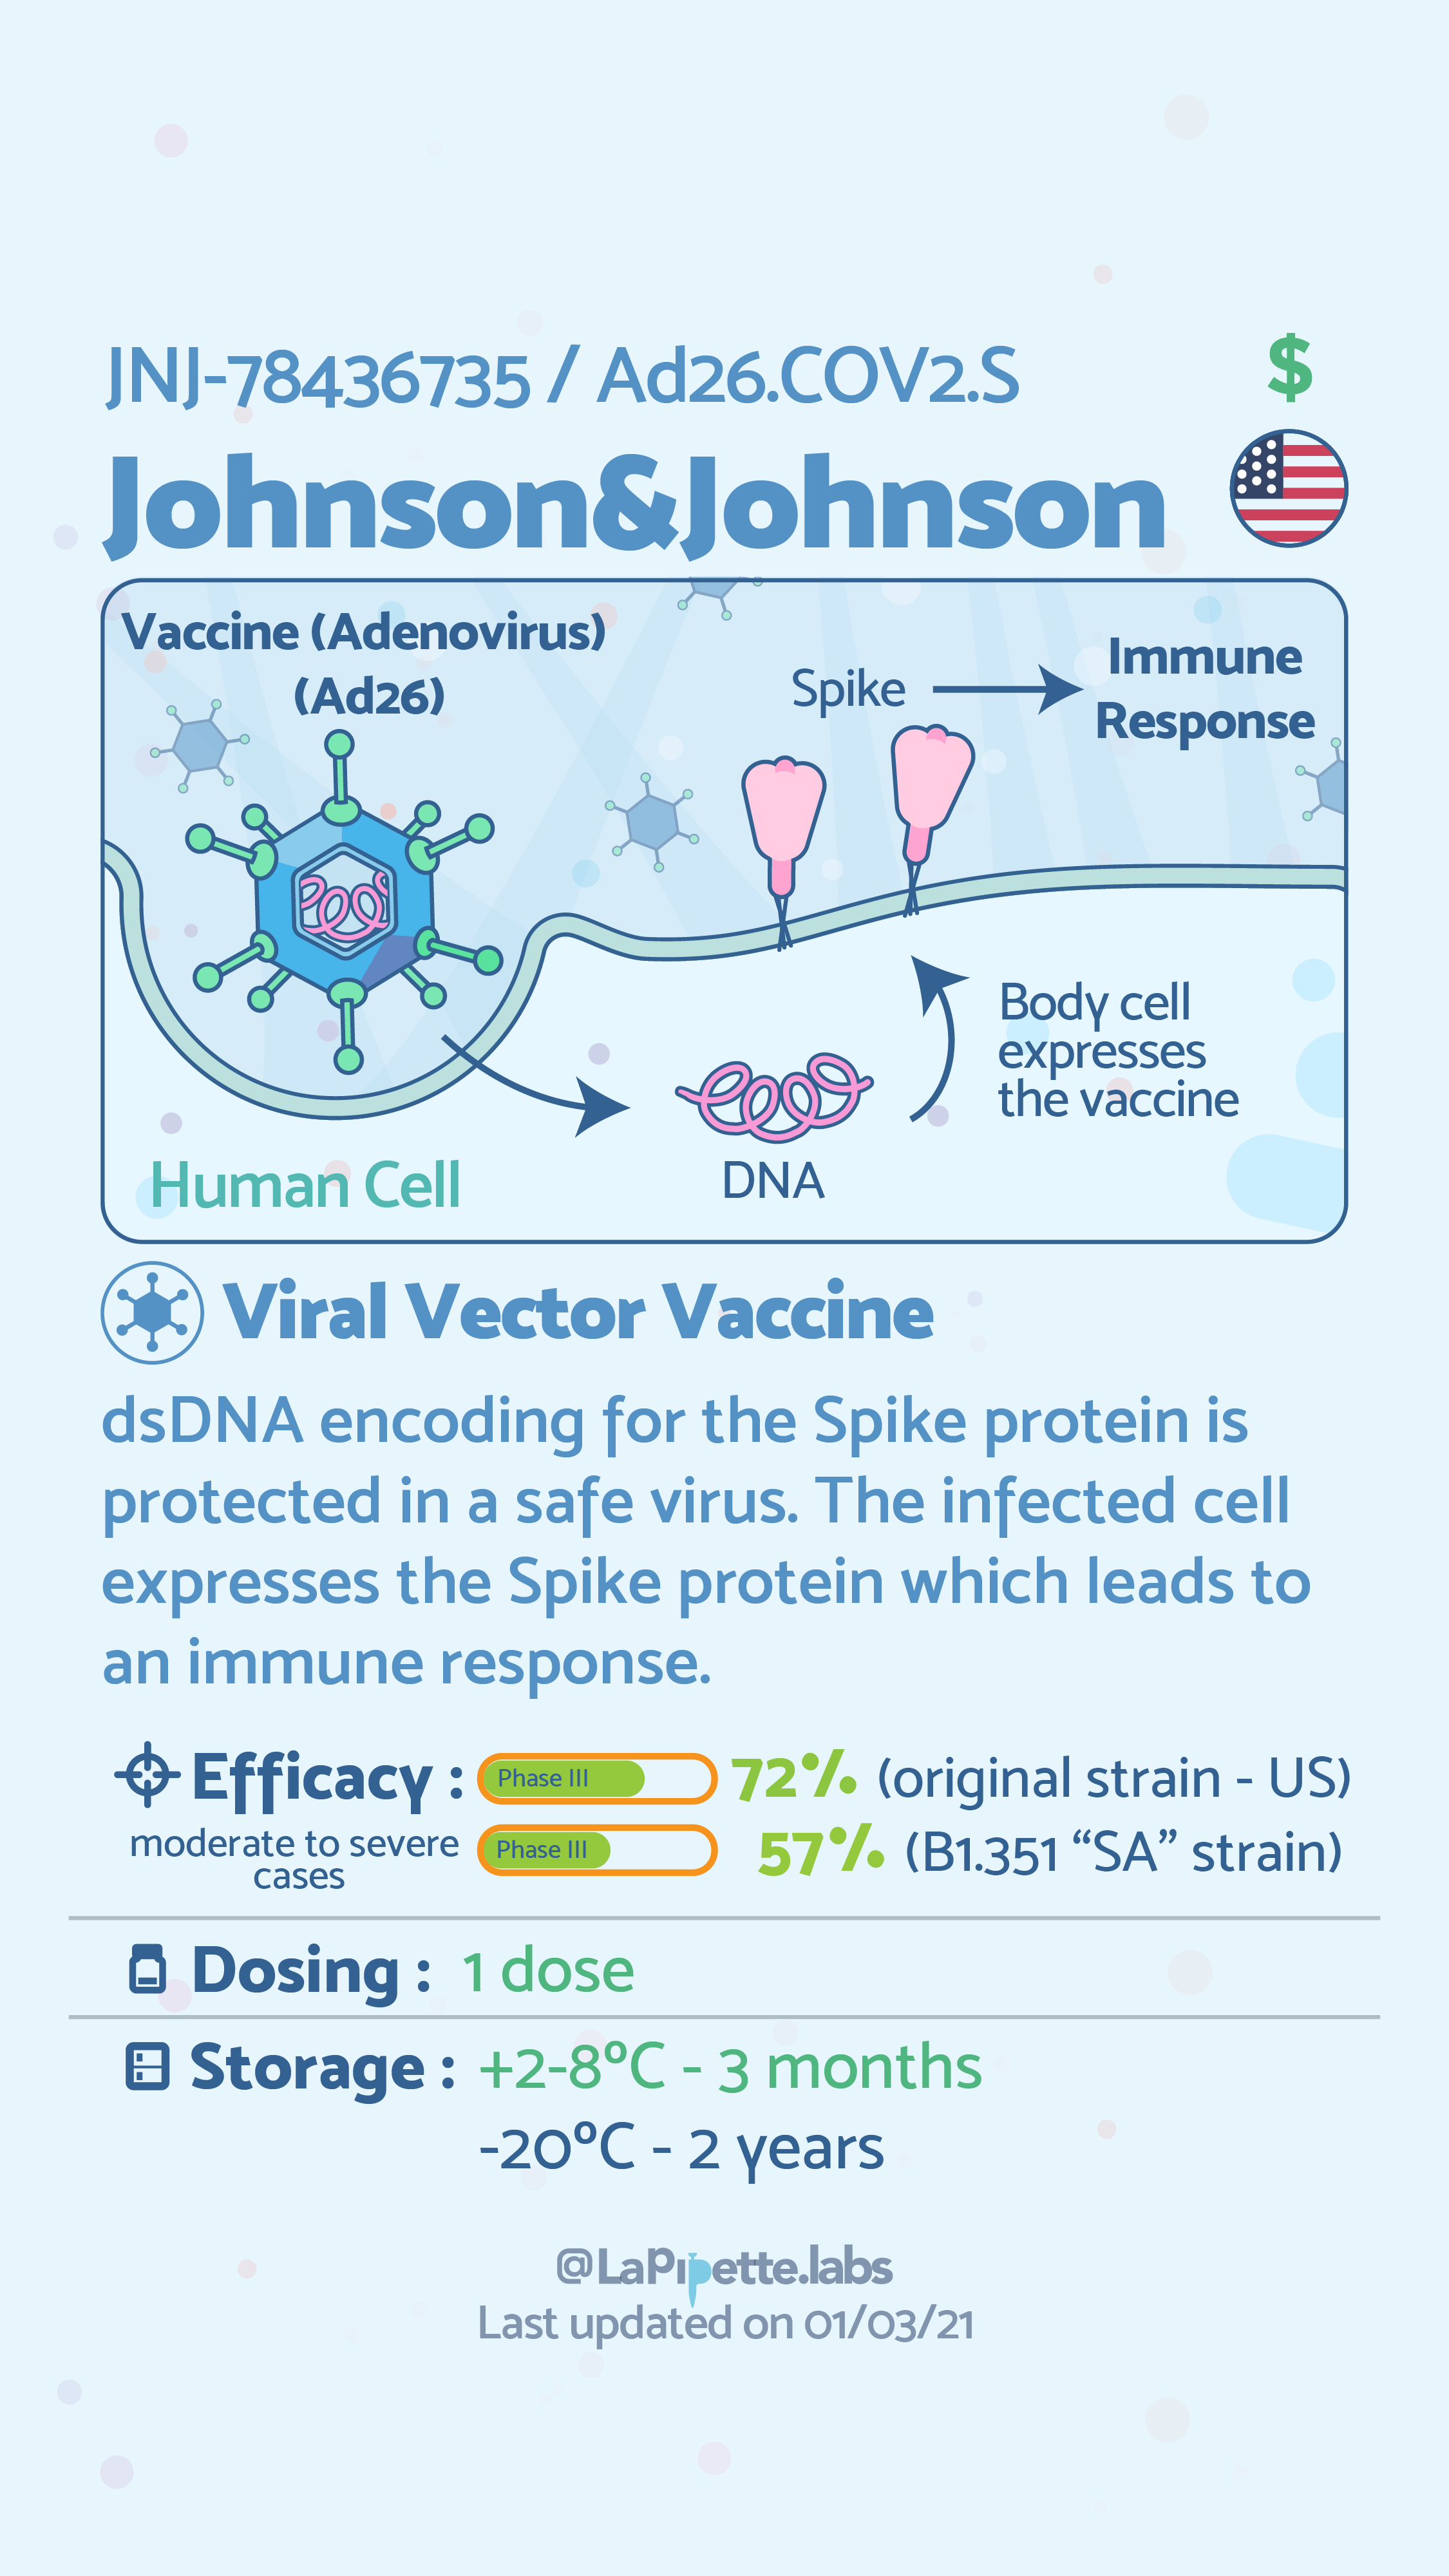 JNJ-78436735 / Ad26.COV2.S
$
Johnson&Johnson
Vaccine (Adenovirus)
(Ad26)
Spike
Immune
Response
Body cell
expresses
the vaccine
DNA
Human Cell
Viral Vector Vaccine
dsDNA encoding for the Spike protein is
protected in a safe virus. The infected cell
expresses the Spike protein which leads to
an immune response.
Efficacy : Phase III 72% (original strain - US)
moderate to severe
cases
Phase III 57% (B1.351 “SA” strain)
Dosing : 1 dose
Storage : +2-8ºC - 3 months
-20ºC - 2 years
@LaPipette.labs
Last updated on 01/03/21